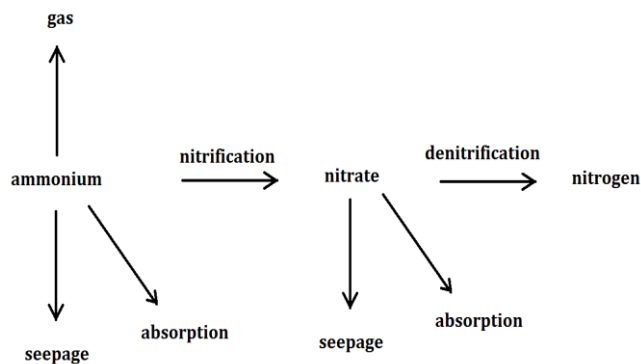 gas
nitrification
denitrification
ammonium
nitrate
nitrogen
absorption
absorption
seepage
seepage